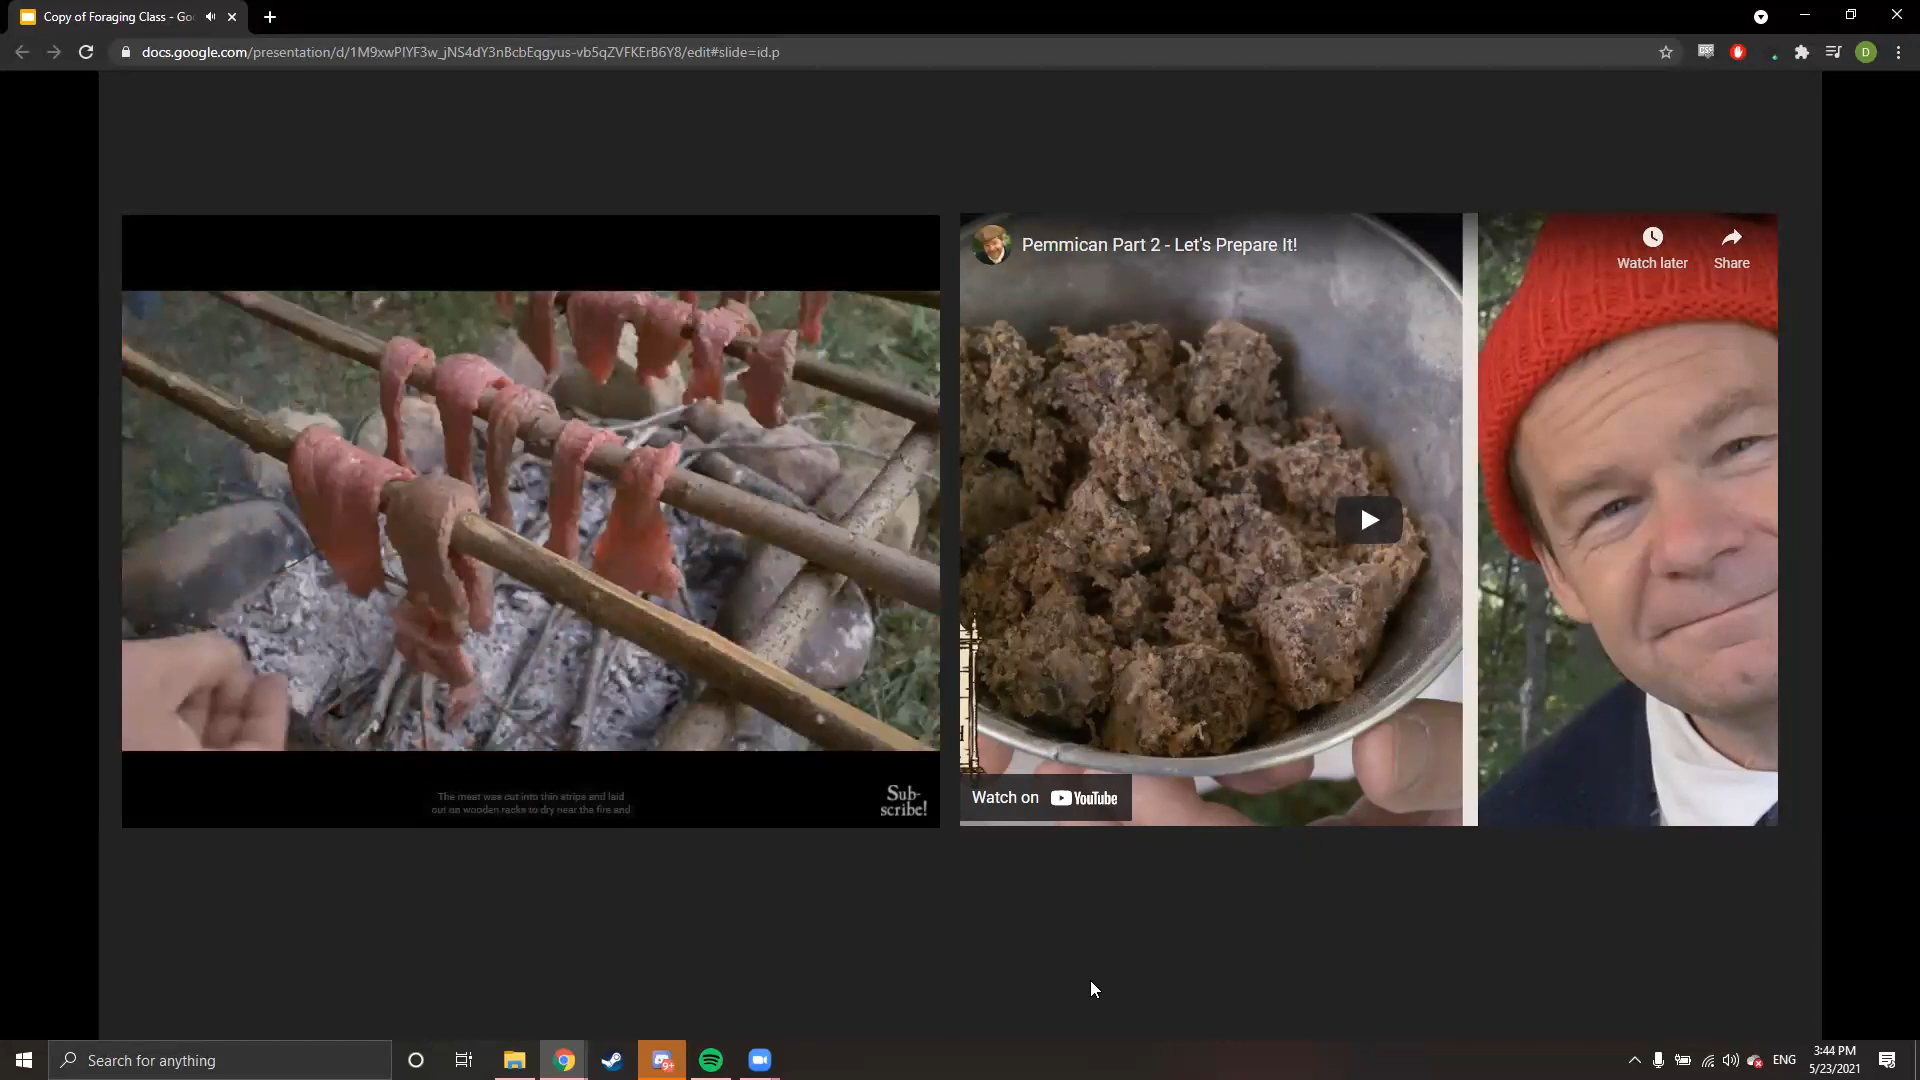 Copy of Foraging Class - Go
docs.google.com/presentation/d/1M9xwPlYF3w_jNS4dY3nBcbEqgyus-vb5qZVFKErB6Y8/edit#slide=id.p
D
Pemmican Part 2 - Let's Prepare It!
Watch later
Share
The meat was cut into thin strips and laid
out on wooden racks to dry near the fire and
Sub-
scribe!
Watch on YouTube
Search for anything
9+
ENG
3:44 PM
5/23/2021